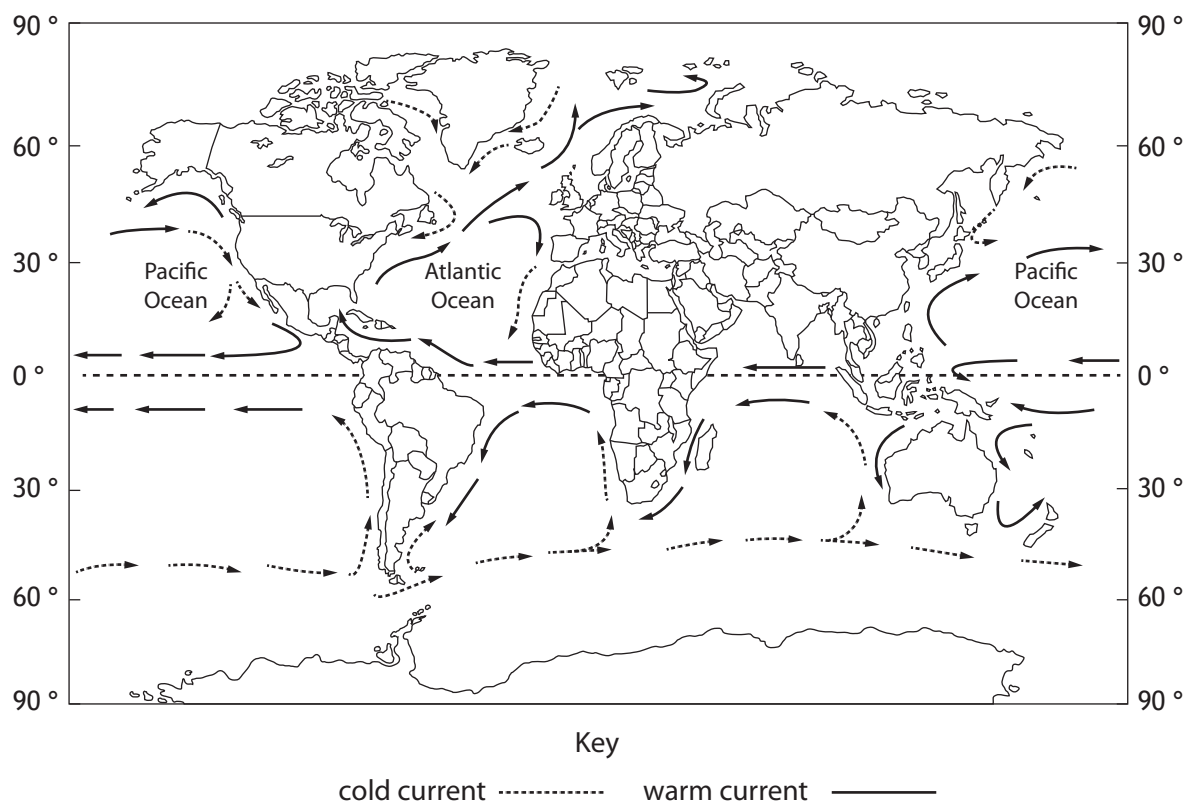 90 °
90 °
60 °
60 °
30 °
30 °
Pacific
Ocean
Atlantic
Ocean
Pacific
Ocean
0 °
0 °
30 °
30 °
60 °
60 °
90 °
90 °
Key
cold current
warm current